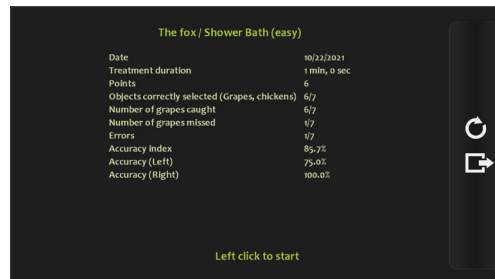 The fox / Shower Bath (easy)
Date 10/22/2021
Treatment duration 1 min, 0 sec
Points 6
Objects correctly selected (Grapes, chickens) 6/7
Number of grapes caught 6/7
Number of grapes missed 1/7
Errors 1/7
Accuracy index 85.7%
Accuracy (Left) 75.0%
Accuracy (Right) 100.0%
Left click to start